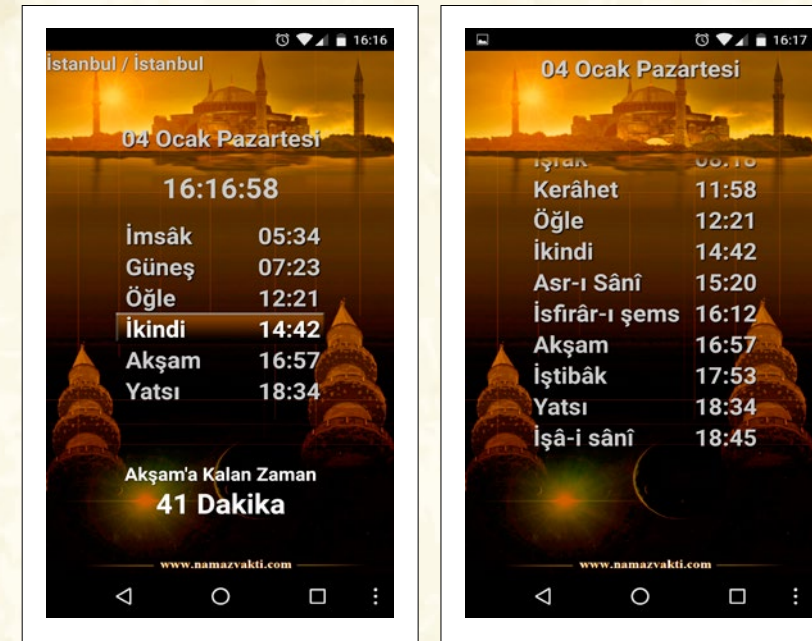 16:16
İstanbul / İstanbul
04 Ocak Pazartesi
16:16:58
İmsâk 05:34
Güneş 07:23
Öğle 12:21
İkindi 14:42
Akşam 16:57
Yatsı 18:34
Akşam'a Kalan Zaman
41 Dakika
www.namazvakti.com
16:17
04 Ocak Pazartesi
Kerâhet 11:58
Öğle 12:21
İkindi 14:42
Asr-ı Sânî 15:20
İsfirâr-ı şems 16:12
Akşam 16:57
İştibâk 17:53
Yatsı 18:34
İşâ-i sânî 18:45
www.namazvakti.com